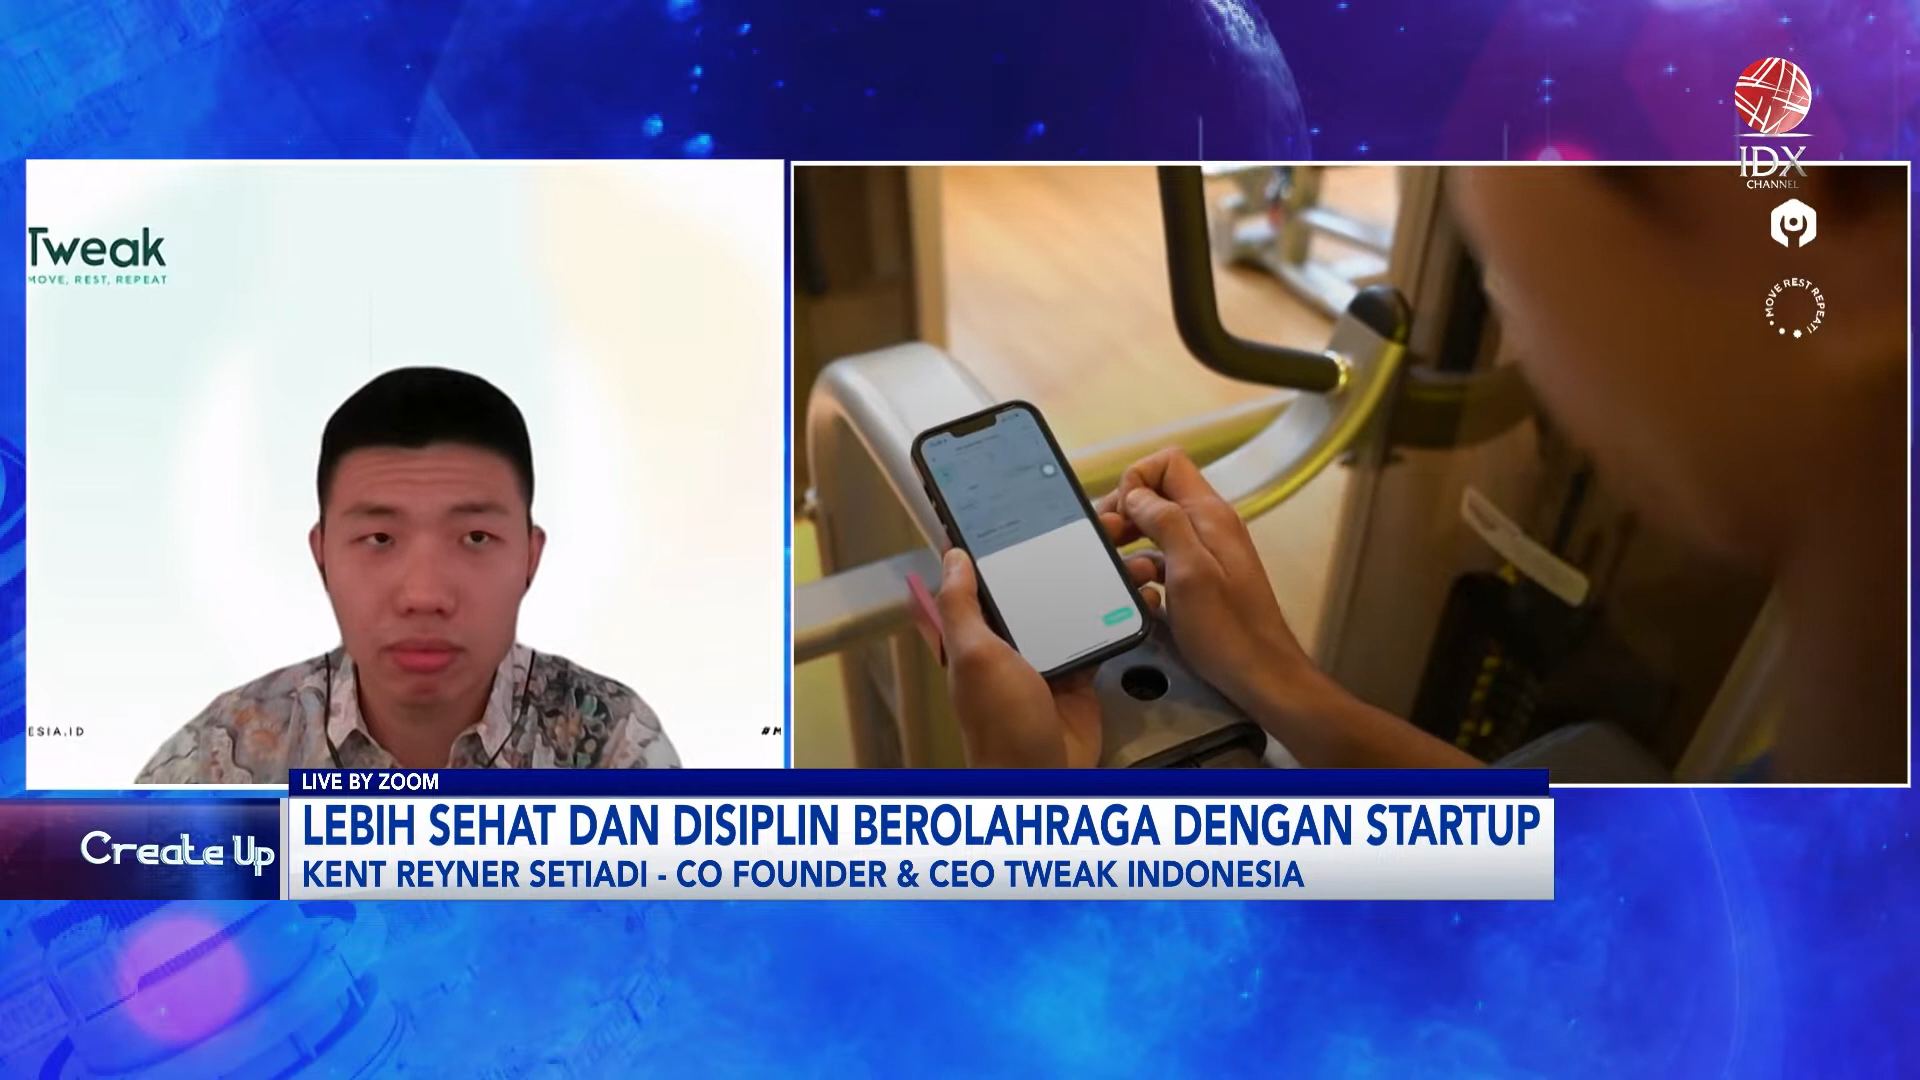 IDX
CHANNEL
Tweak
MOVE, REST, REPEAT
MOVE REST REPEAT!
ESIA.ID
#M
LIVE BY ZOOM
LEBIH SEHAT DAN DISIPLIN BEROLAHRAGA DENGAN STARTUP
Create Up
KENT REYNER SETIADI - CO FOUNDER & CEO TWEAK INDONESIA